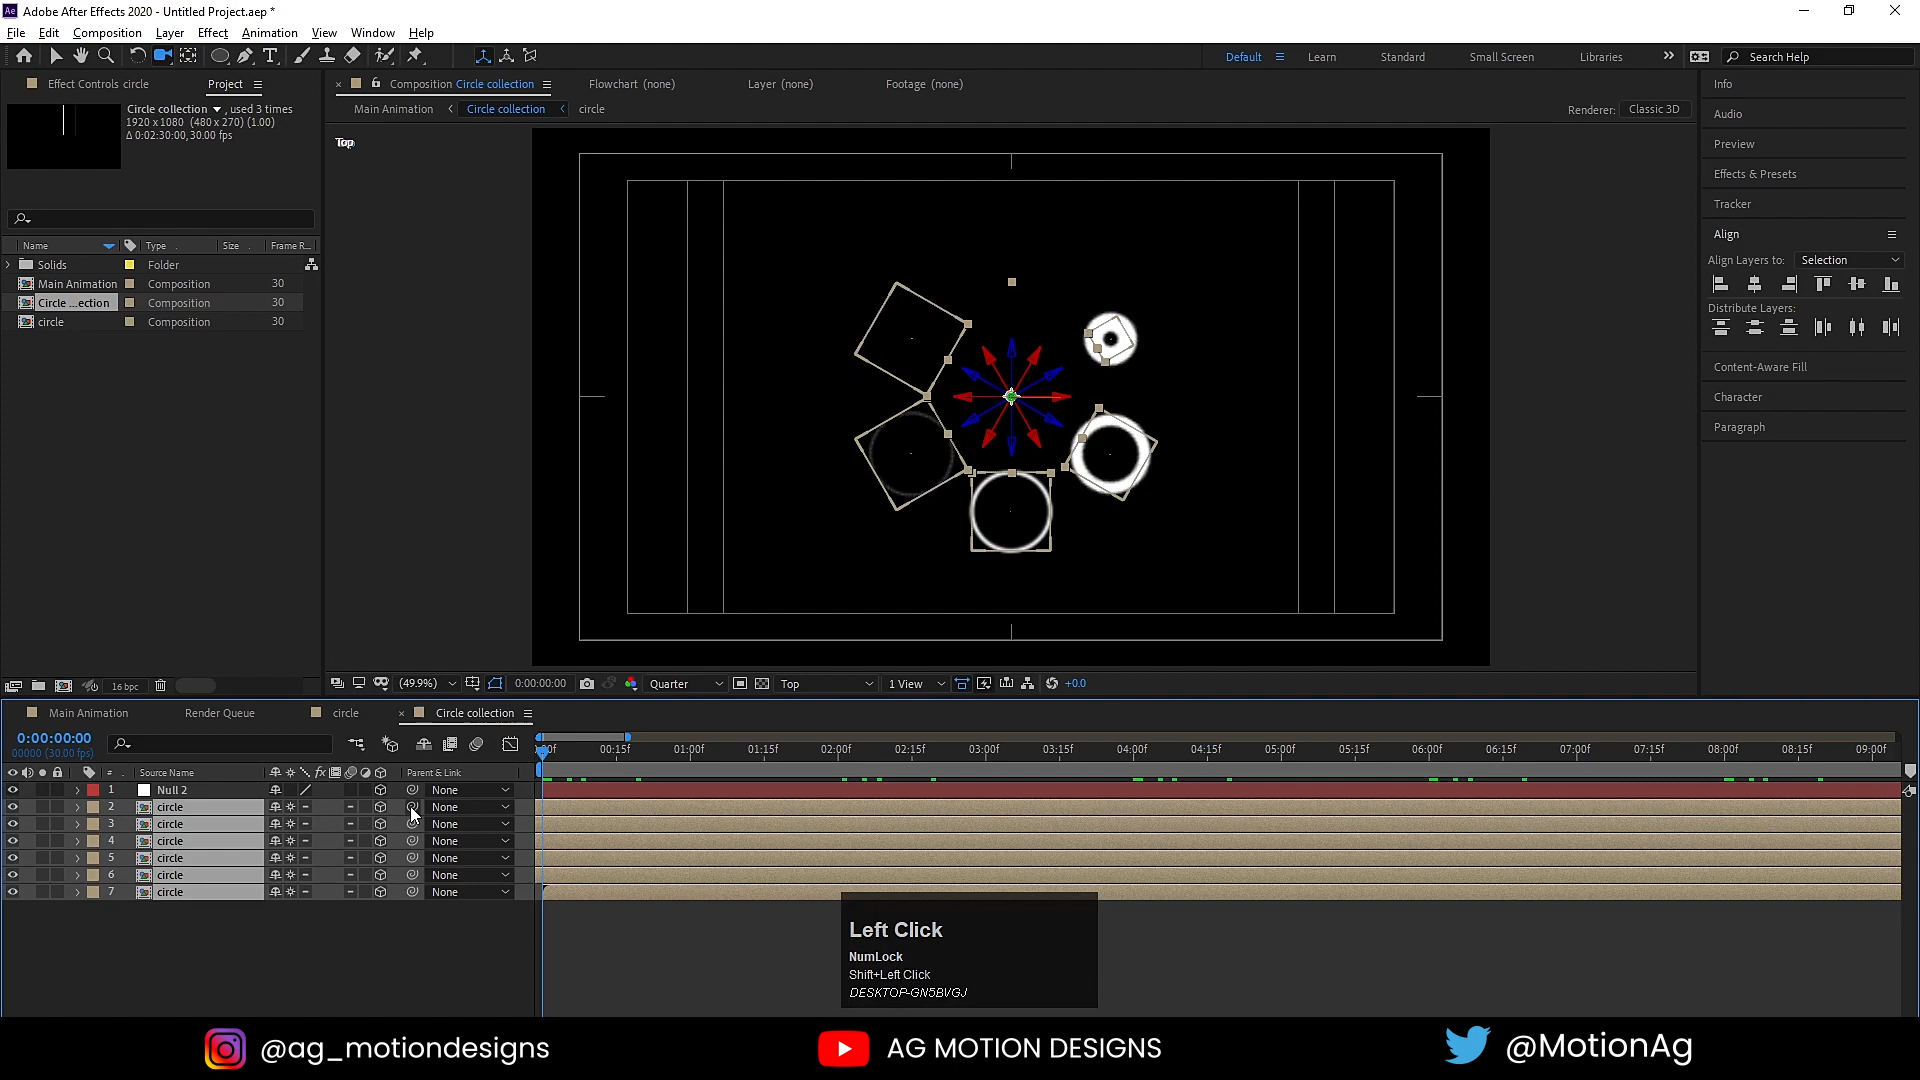 Adobe After Effects 2020 - Untitled Project.aep *
File Edit Composition Layer Effect Animation View Window Help
Default Learn Standard Small Screen Libraries Search Help
Effect Controls circle Project
Composition Circle collection Flowchart (none) Layer (none) Footage (none)
Circle collection , used 3 times
1920 x 1080 (480 x 270) (1.00)
Δ 0:02:30:00, 30.00 fps
Main Animation Circle collection circle
Renderer: Classic 3D
Top
Name Type Size Frame R...
Solids Folder
Main Animation Composition 30
Circle ...ection Composition 30
circle Composition 30
Info
Audio
Preview
Effects & Presets
Tracker
Align
Align Layers to: Selection
Distribute Layers:
Content-Aware Fill
Character
Paragraph
16 bpc
(49.9%) 0:00:00:00 Quarter Top 1 View +0.0
Main Animation Render Queue circle Circle collection
0:00:00:00
00000 (30.00 fps)
00:15f 01:00f 01:15f 02:00f 02:15f 03:00f 03:15f 04:00f 04:15f 05:00f 05:15f 06:00f 06:15f 07:00f 07:15f 08:00f 08:15f 09:00f
# Source Name fx Parent & Link
1 Null 2 None
2 circle None
3 circle None
4 circle None
5 circle None
6 circle None
7 circle None
Left Click
NumLock
Shift+Left Click
DESKTOP-GN5BVGJ
@ag_motiondesigns AG MOTION DESIGNS @MotionAg